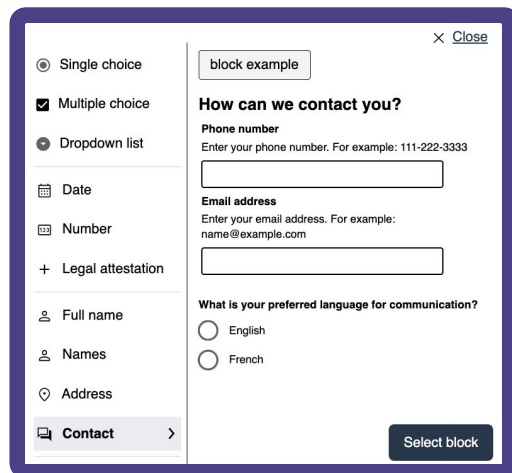 Close
Single choice
Multiple choice
Dropdown list
Date
123 Number
Legal attestation
Full name
Names
Address
Contact
block example
How can we contact you?
Phone number
Enter your phone number. For example: 111-222-3333
Email address
Enter your email address. For example:
name@example.com
What is your preferred language for communication?
English
French
Select block